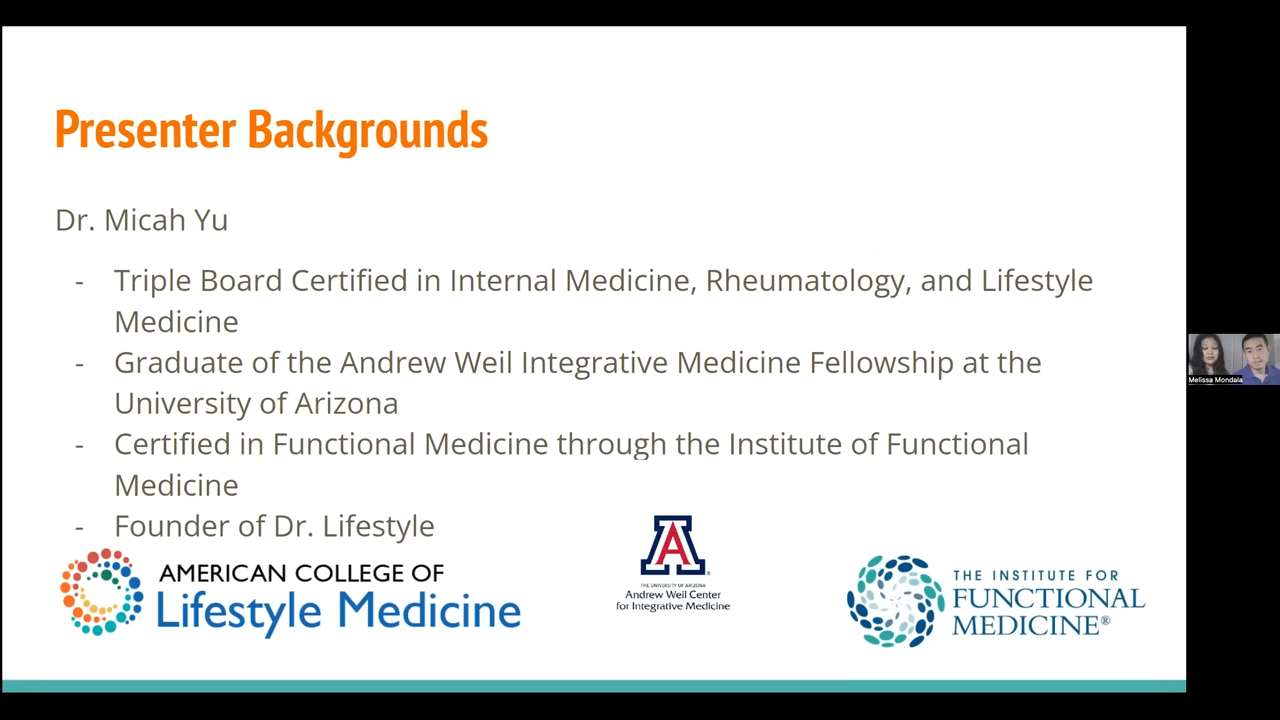 Presenter Backgrounds
Dr. Micah Yu
- Triple Board Certified in Internal Medicine, Rheumatology, and Lifestyle
Medicine
- Graduate of the Andrew Weil Integrative Medicine Fellowship at the
University of Arizona
- Certified in Functional Medicine through the Institute of Functional
Medicine
- Founder of Dr. Lifestyle
AMERICAN COLLEGE OF
Lifestyle Medicine
A
THE UNIVERSITY OF ARIZONA
Andrew Weil Center
for Integrative Medicine
THE INSTITUTE FOR
FUNCTIONAL
MEDICINE®
Melissa Mondala